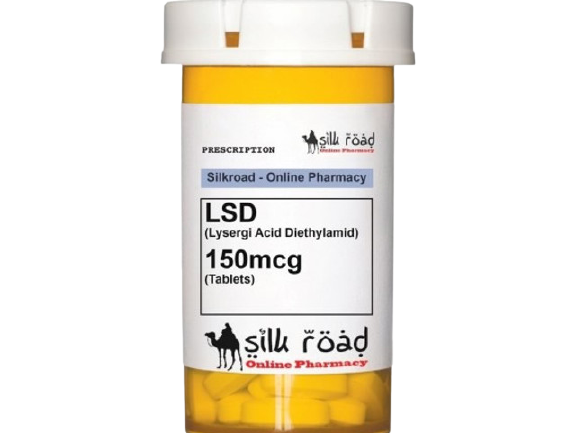 PRESCRIPTION
silk röad
Online Pharmacy
Silkroad - Online Pharmacy
LSD
(Lysergi Acid Diethylamid)
150mcg
(Tablets)
silk röad
Online Pharmacy